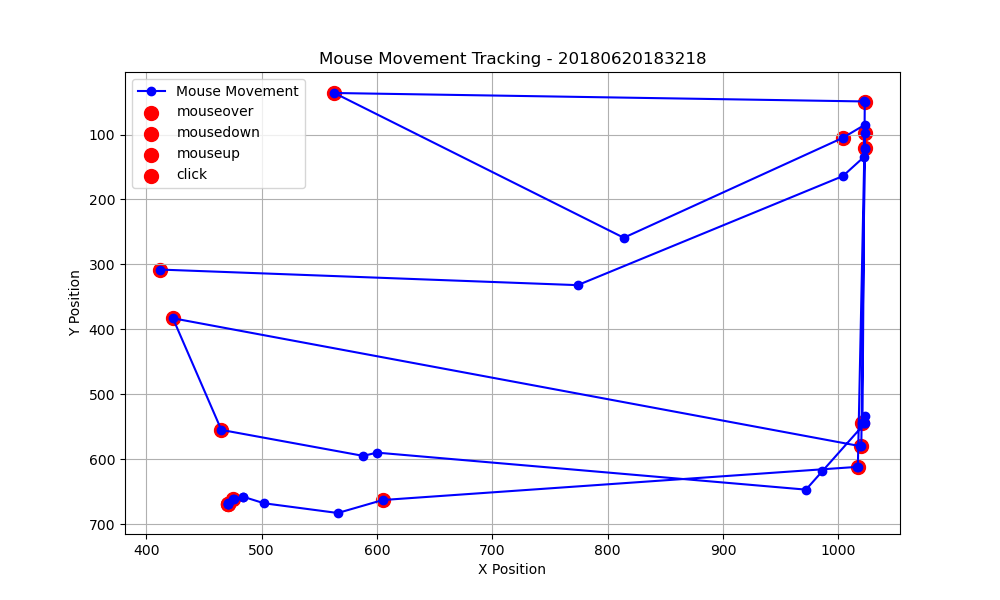 Mouse Movement Tracking - 20180620183218
Mouse Movement
mouseover
mousedown
mouseup
click
100
200
300
400
500
600
700
Y Position
400 500 600 700 800 900 1000
X Position